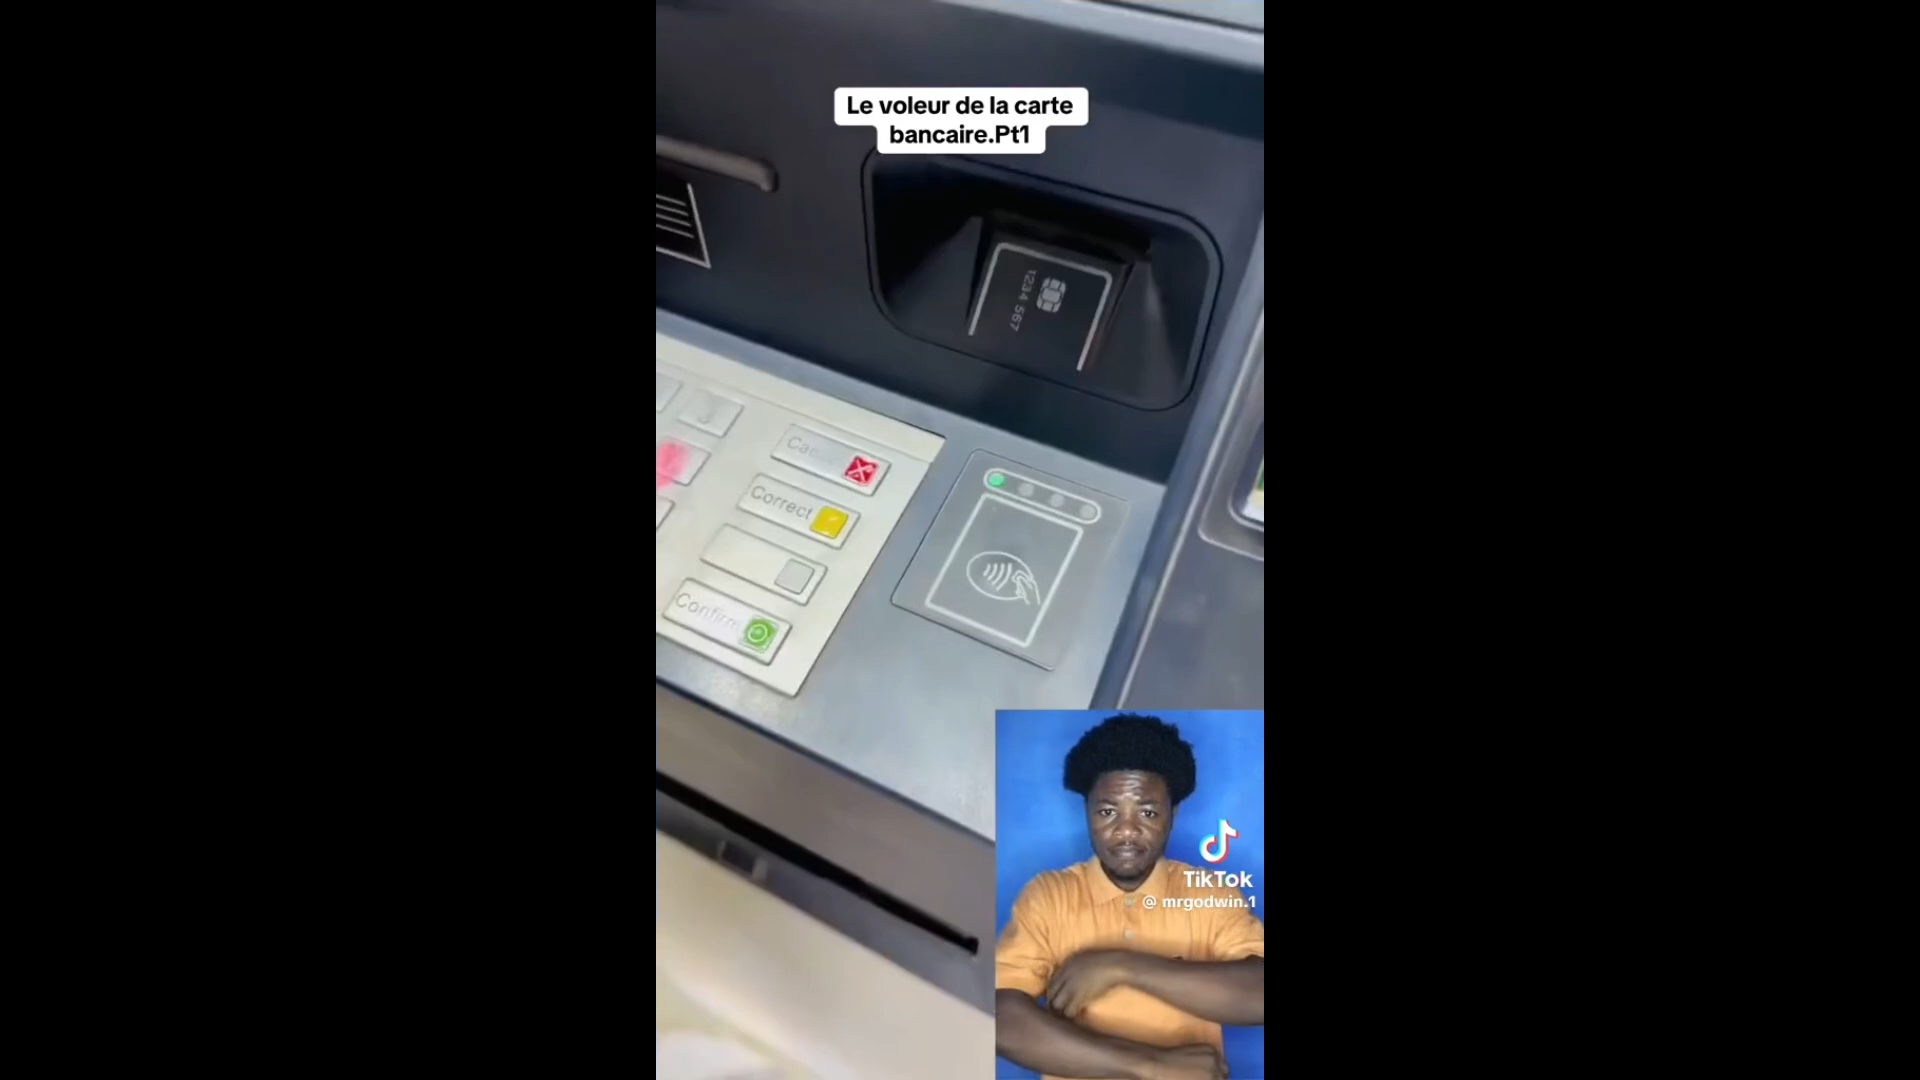 Le voleur de la carte
bancaire.Pt1
1234 567
Correct
Confirm
TikTok
@ mrgodwin.1